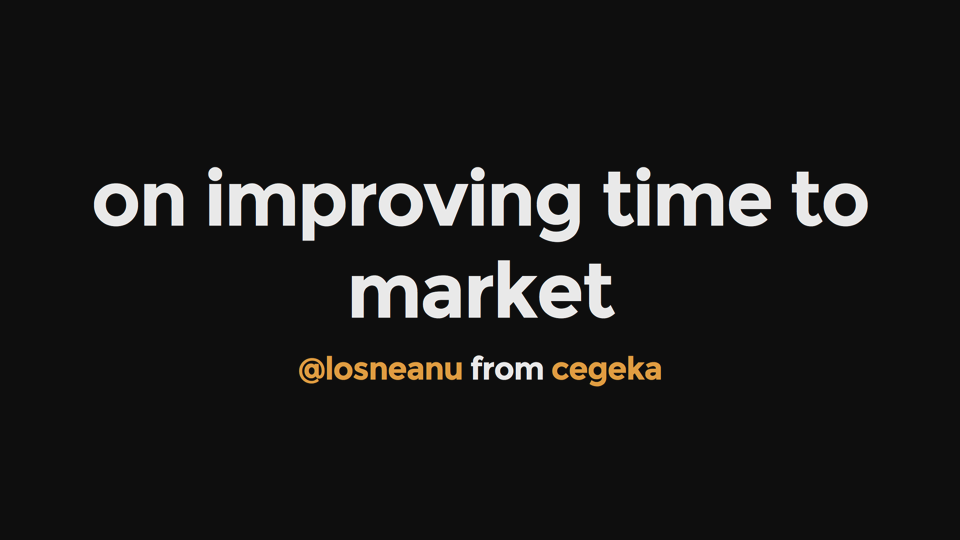 on improving time to
market
@losneanu from cegeka